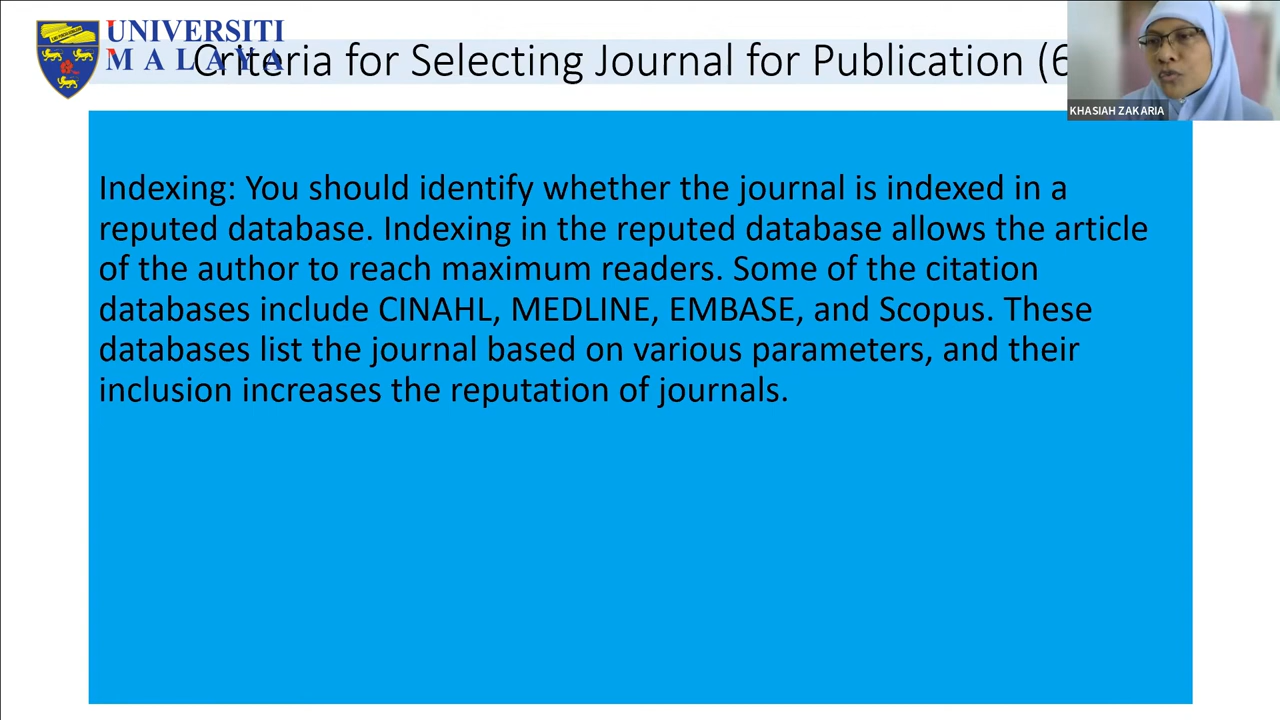 UNIVERSITI
MALAYA
Criteria for Selecting Journal for Publication (6
KHASIAH ZAKARIA
Indexing: You should identify whether the journal is indexed in a
reputed database. Indexing in the reputed database allows the article
of the author to reach maximum readers. Some of the citation
databases include CINAHL, MEDLINE, EMBASE, and Scopus. These
databases list the journal based on various parameters, and their
inclusion increases the reputation of journals.